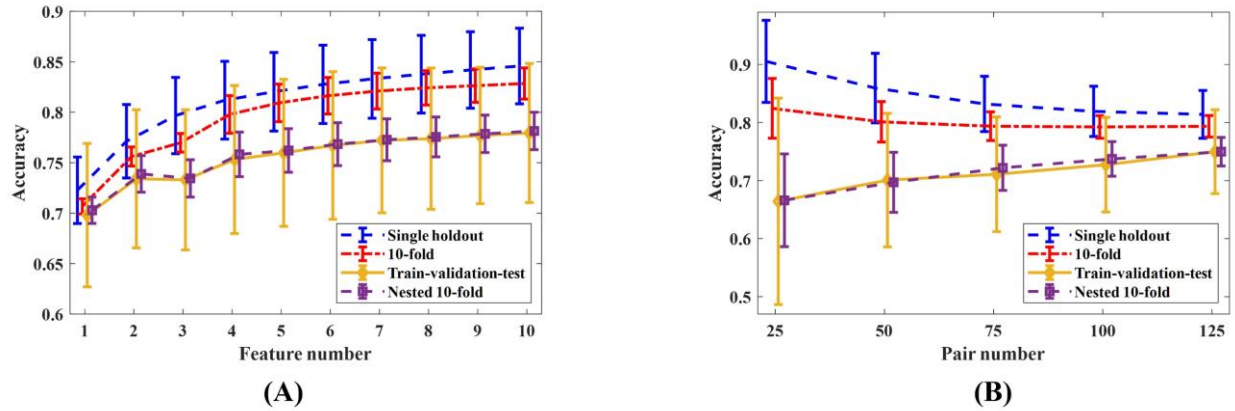 0.9
0.85
0.8
0.75
0.7
0.65
0.6
Accuracy
1 2 3 4 5 6 7 8 9 10
Feature number
Single holdout
10-fold
Train-validation-test
Nested 10-fold
(A)
0.9
0.8
0.7
0.6
0.5
Accuracy
25 50 75 100 125
Pair number
Single holdout
10-fold
Train-validation-test
Nested 10-fold
(B)